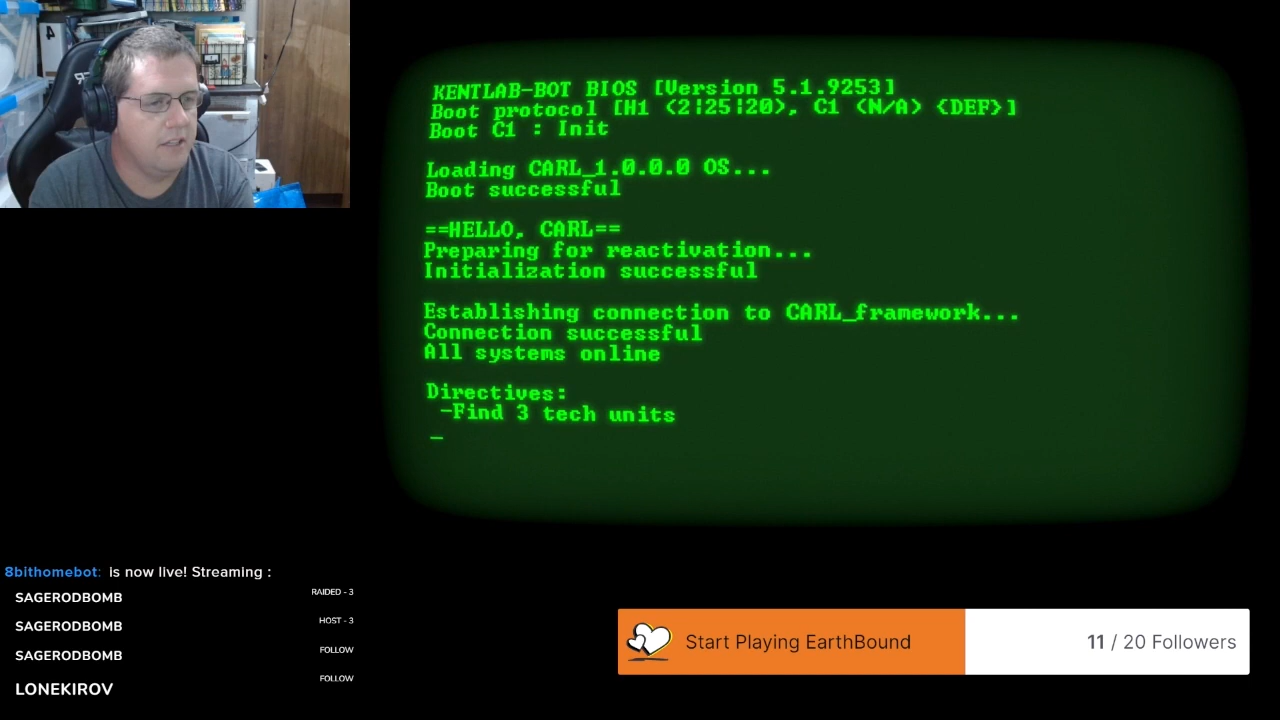 KENTLAB-BOT BIOS [Version 5.1.9253]
Boot protocol [H1 <2|25|20>, C1 <N/A> {DEF}]
Boot C1 : Init
Loading CARL_1.0.0.0 OS...
Boot successful
==HELLO, CARL==
Preparing for reactivation...
Initialization successful
Establishing connection to CARL_framework...
Connection successful
All systems online
Directives:
-Find 3 tech units
_
8bithomebot: is now live! Streaming :
SAGERODBOMB RAIDED - 3
SAGERODBOMB HOST - 3
SAGERODBOMB FOLLOW
LONEKIROV FOLLOW
Start Playing EarthBound 11 / 20 Followers